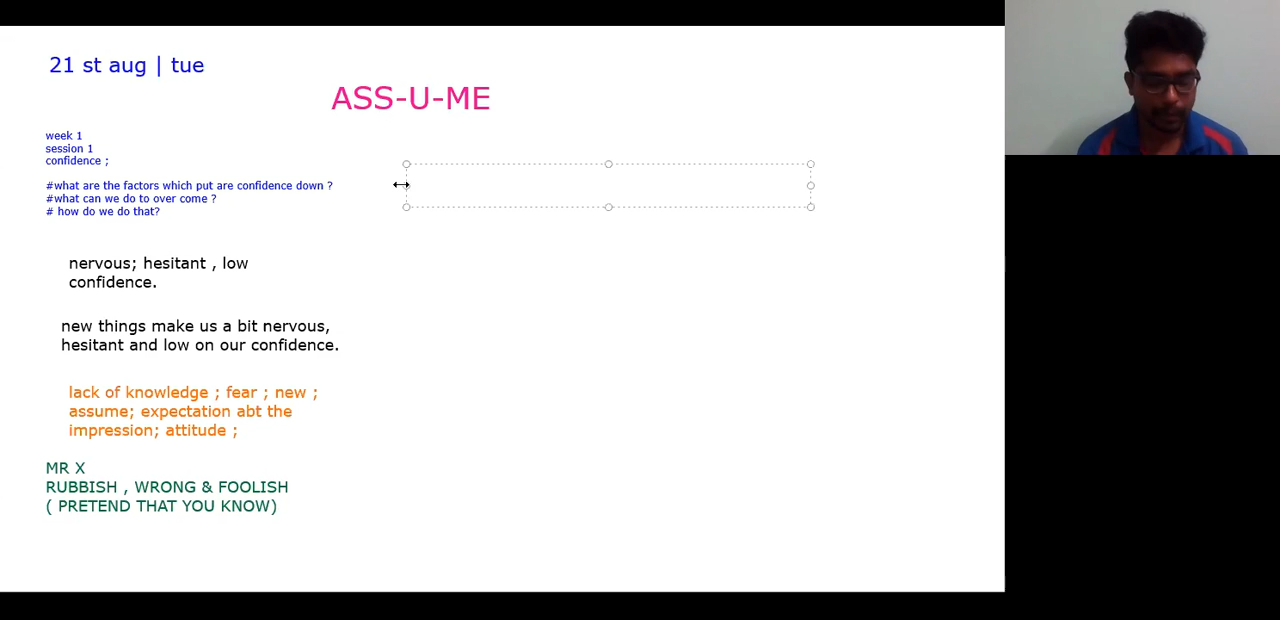 21 st aug | tue
ASS-U-ME
week 1
session 1
confidence ;
#what are the factors which put are confidence down ?
#what can we do to over come ?
# how do we do that?
nervous; hesitant , low
confidence.
new things make us a bit nervous,
hesitant and low on our confidence.
lack of knowledge ; fear ; new ;
assume; expectation abt the
impression; attitude ;
MR X
RUBBISH , WRONG & FOOLISH
( PRETEND THAT YOU KNOW)